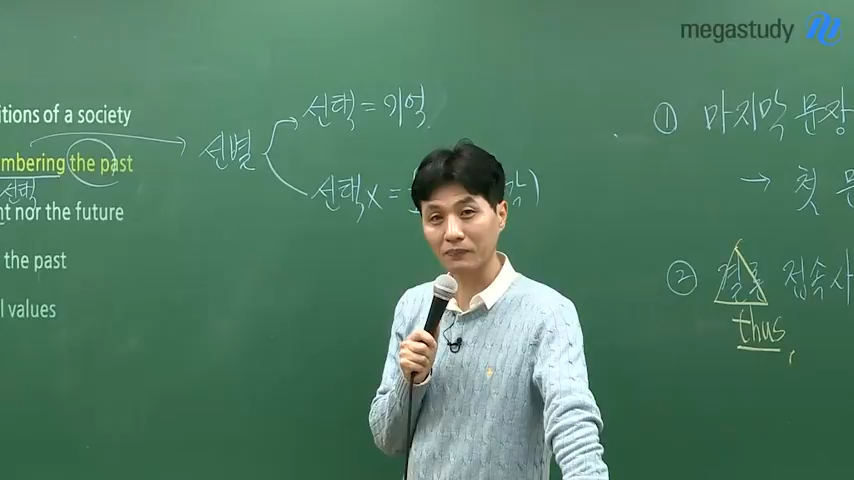 megastudy
itions of a society
mbering the past
선택
nt nor the future
the past
l values
선별
선택 = 기억
선택X =
① 마지막 문장
→ 첫
② 결론 접속사
thus